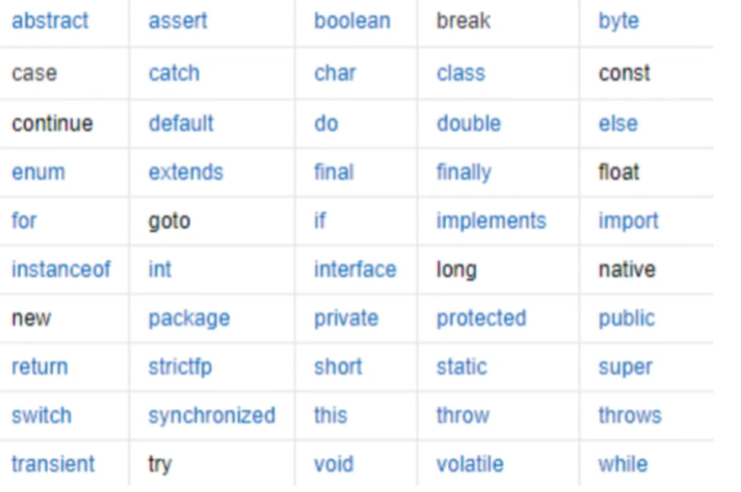 abstract assert boolean break byte
case catch char class const
continue default do double else
enum extends final finally float
for goto if implements import
instanceof int interface long native
new package private protected public
return strictfp short static super
switch synchronized this throw throws
transient try void volatile while